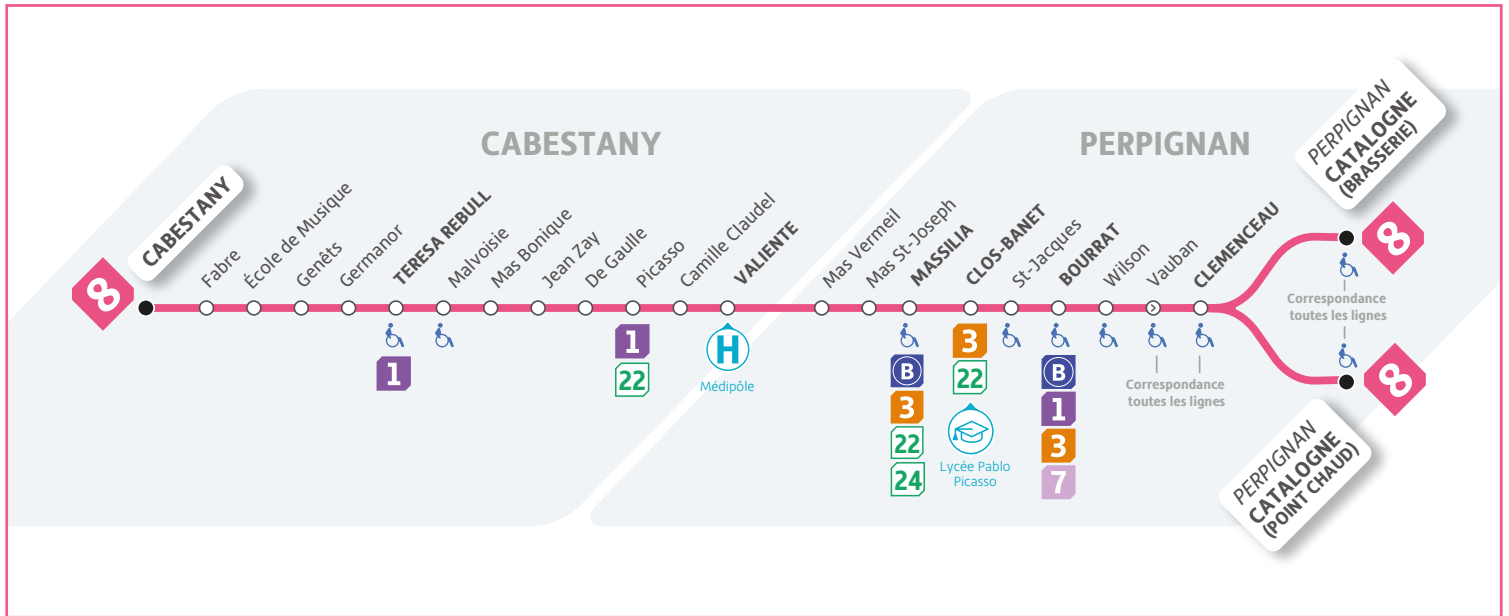 CABESTANY
PERPIGNAN
8
CABESTANY
Fabre
École de Musique
Genêts
Germanor
TERESA REBULL
1
Malvoisie
Mas Bonique
Jean Zay
De Gaulle
Picasso
1
22
Camille Claudel
VALIENTE
H
Médipôle
Mas Vermeil
Mas St-Joseph
MASSILIA
B
3
22
24
CLOS-BANET
3
22
Lycée Pablo
Picasso
St-Jacques
BOURRAT
B
1
3
7
Wilson
Vauban
CLEMENCEAU
Correspondance
toutes les lignes
PERPIGNAN
CATALOGNE
(BRASSERIE)
8
Correspondance
toutes les lignes
8
PERPIGNAN
CATALOGNE
(POINT CHAUD)